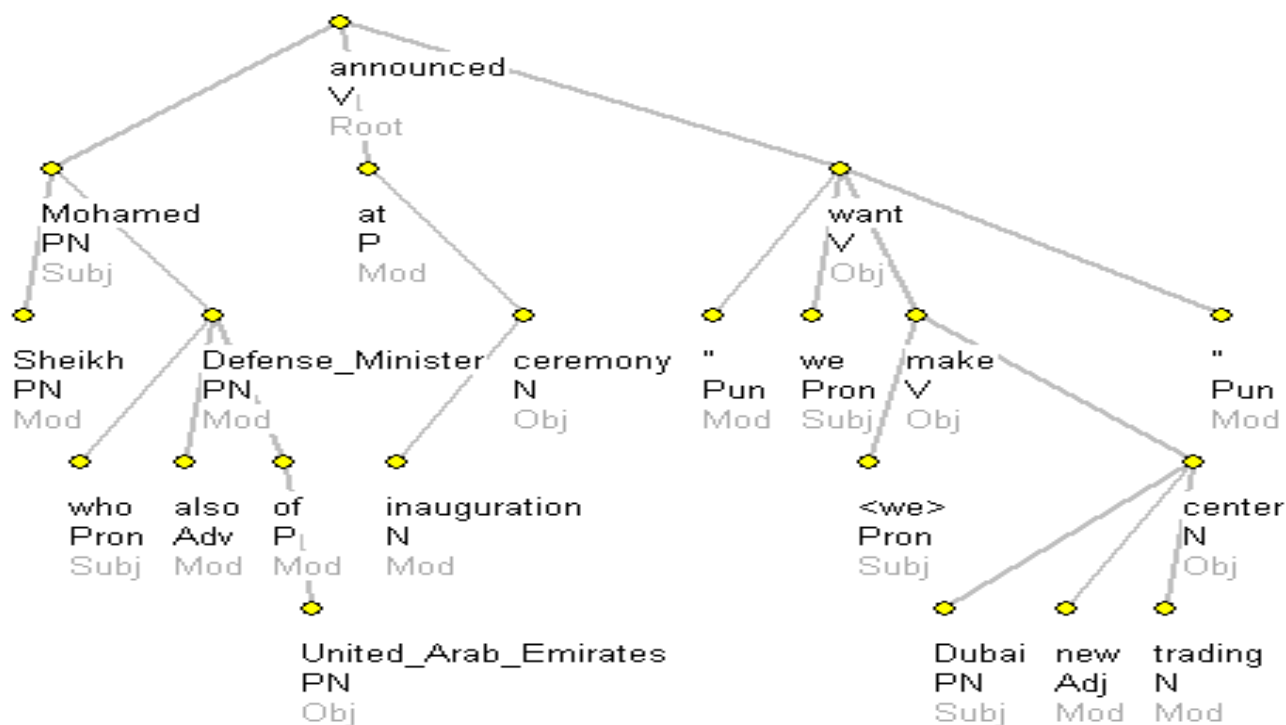 announced
V
Root
Mohamed at want
PN P V
Subj Mod Obj
Sheikh Defense_Minister ceremony " we make "
PN PN N Pun Pron V Pun
Mod Mod Obj Mod Subj Obj Mod
who also of inauguration <we> center
Pron Adv P N Pron N
Subj Mod Mod Mod Subj Obj
United_Arab_Emirates Dubai new trading
PN PN Adj N
Obj Subj Mod Mod